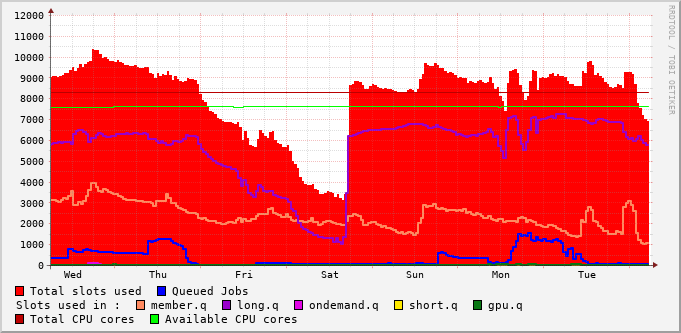 12000
11000
10000
9000
8000
7000
6000
5000
4000
3000
2000
1000
0
Wed Thu Fri Sat Sun Mon Tue
Total slots used Queued Jobs
Slots used in : member.q long.q ondemand.q short.q gpu.q
Total CPU cores Available CPU cores
RRDTOOL / TOBI OETIKER